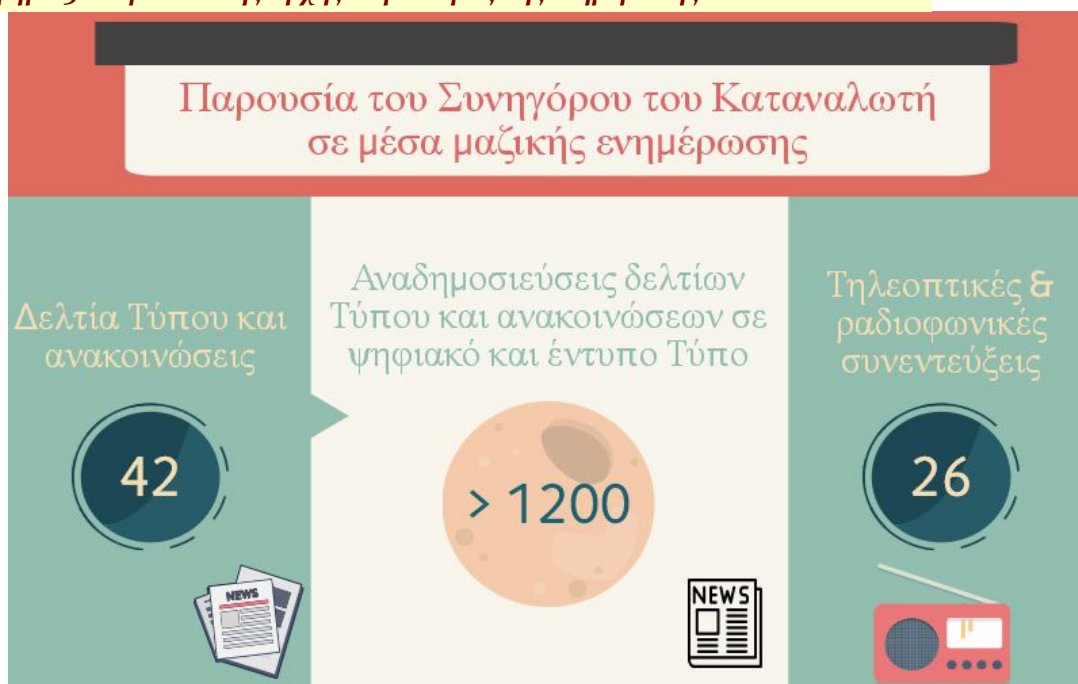 Παρουσία του Συνηγόρου του Καταναλωτή
σε μέσα μαζικής ενημέρωσης
Δελτία Τύπου και
ανακοινώσεις
42
NEWS
Αναδημοσιεύσεις δελτίων
Τύπου και ανακοινώσεων σε
ψηφιακό και έντυπο Τύπο
> 1200
NEWS
Τηλεοπτικές &
ραδιοφωνικές
συνεντεύξεις
26